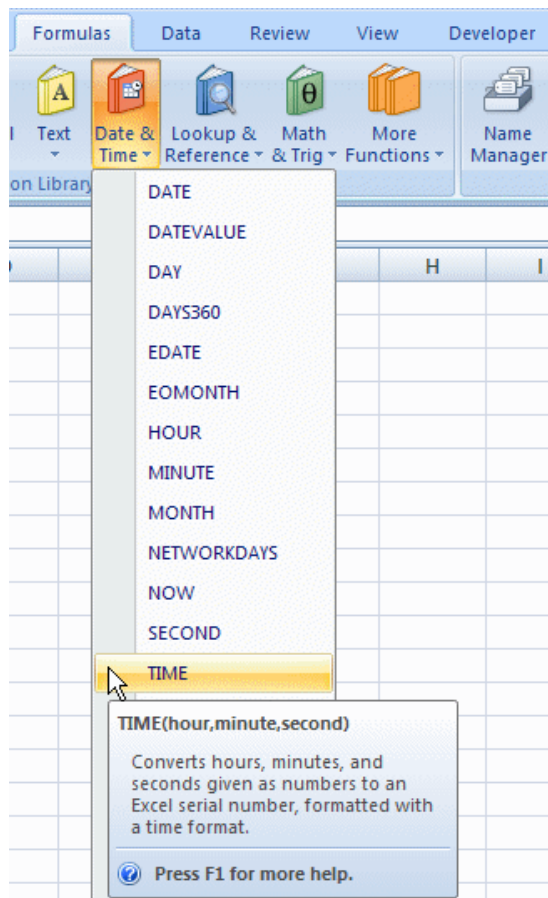 Formulas Data Review View Developer
A θ
Text Date & Lookup & Math More Name
Time Reference & Trig Functions Manager
on Library
H I
DATE
DATEVALUE
DAY
DAYS360
EDATE
EOMONTH
HOUR
MINUTE
MONTH
NETWORKDAYS
NOW
SECOND
TIME
TIME(hour,minute,second)
Converts hours, minutes, and
seconds given as numbers to an
Excel serial number, formatted with
a time format.
? Press F1 for more help.